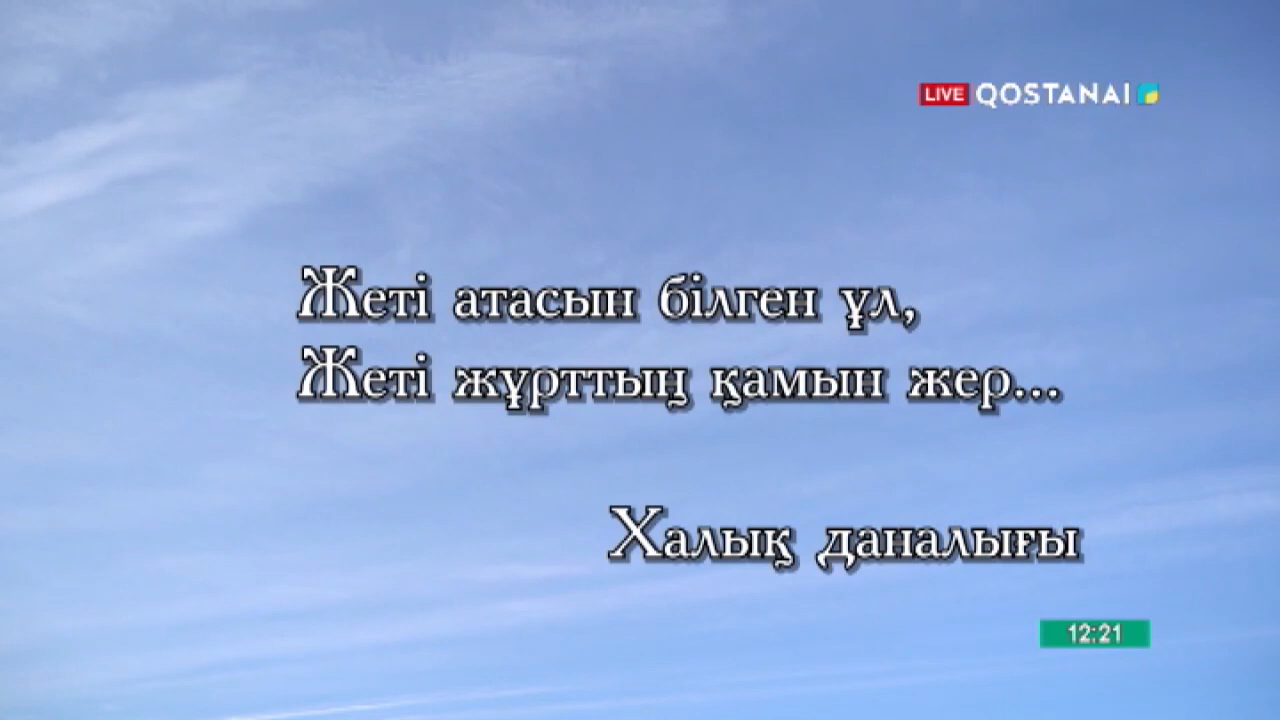 LIVE QOSTANAI
Жеті атасын білген ұл,
Жеті жұрттың қамын жер...
Халық даналығы
12:21